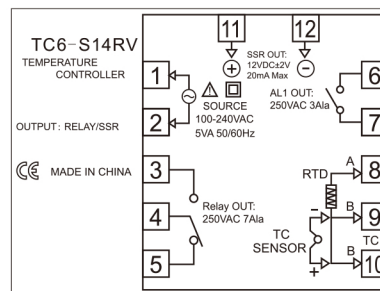 TC6-S14RV
TEMPERATURE
CONTROLLER
OUTPUT: RELAY/SSR
CE MADE IN CHINA
11
12
SSR OUT:
12VDC±2V
20mA Max
+
−
1
2
SOURCE
100-240VAC
5VA 50/60Hz
AL1 OUT:
250VAC 3Ala
6
7
3
4
5
Relay OUT:
250VAC 7Ala
RTD
A
B
B
TC
SENSOR
−
+
8
9
TC
10